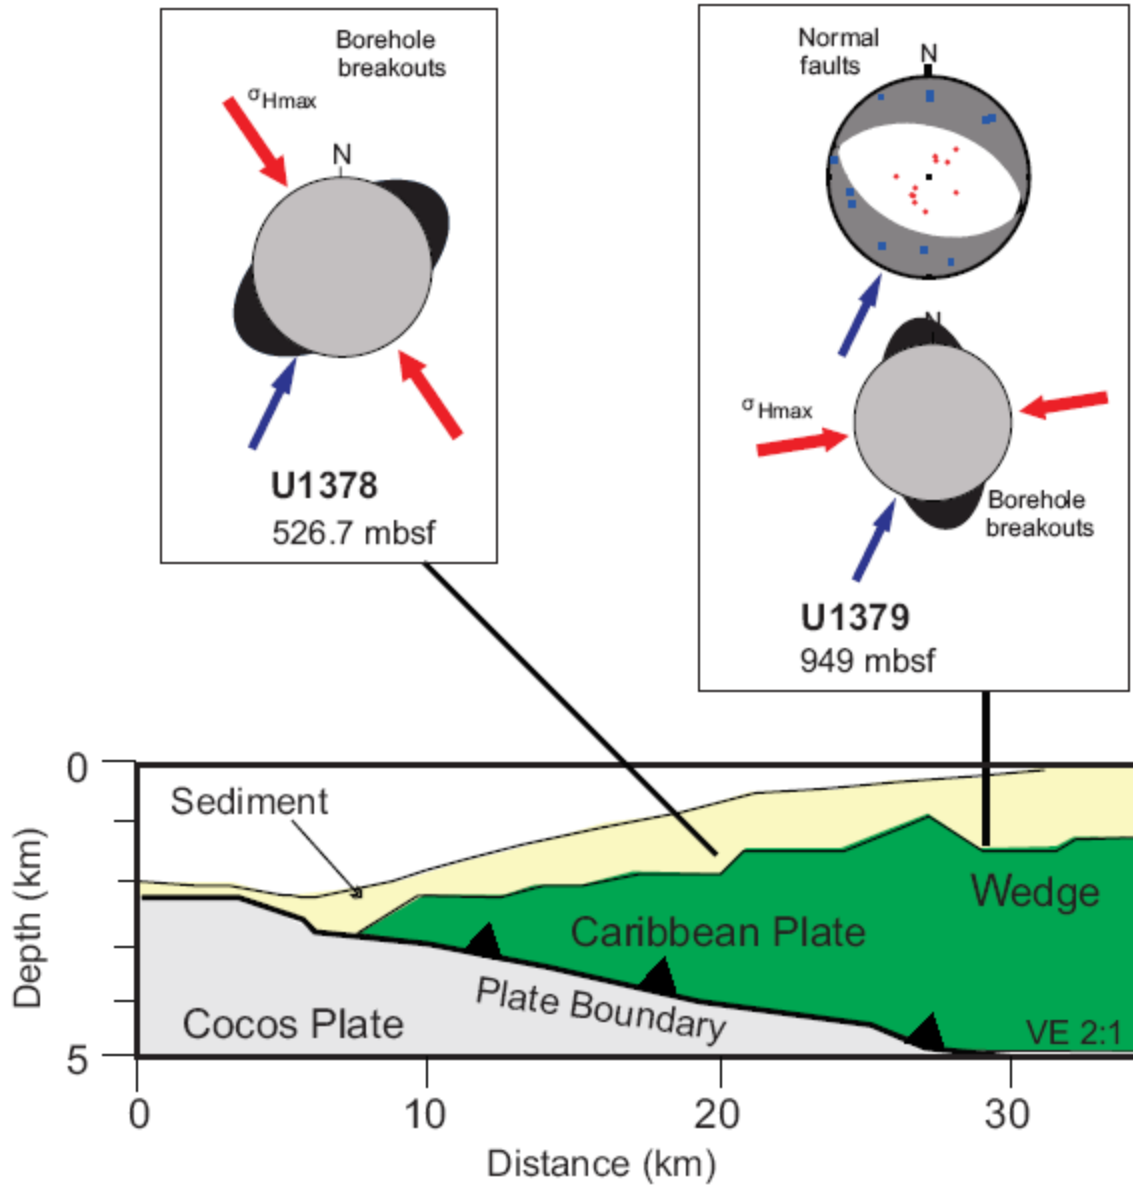 Borehole
breakouts
σHmax
N
U1378
526.7 mbsf
Normal
faults
N
N
σHmax
Borehole
breakouts
U1379
949 mbsf
0
Sediment
Wedge
Caribbean Plate
Plate Boundary
Cocos Plate
VE 2:1
Depth (km)
5
0
10
20
30
Distance (km)